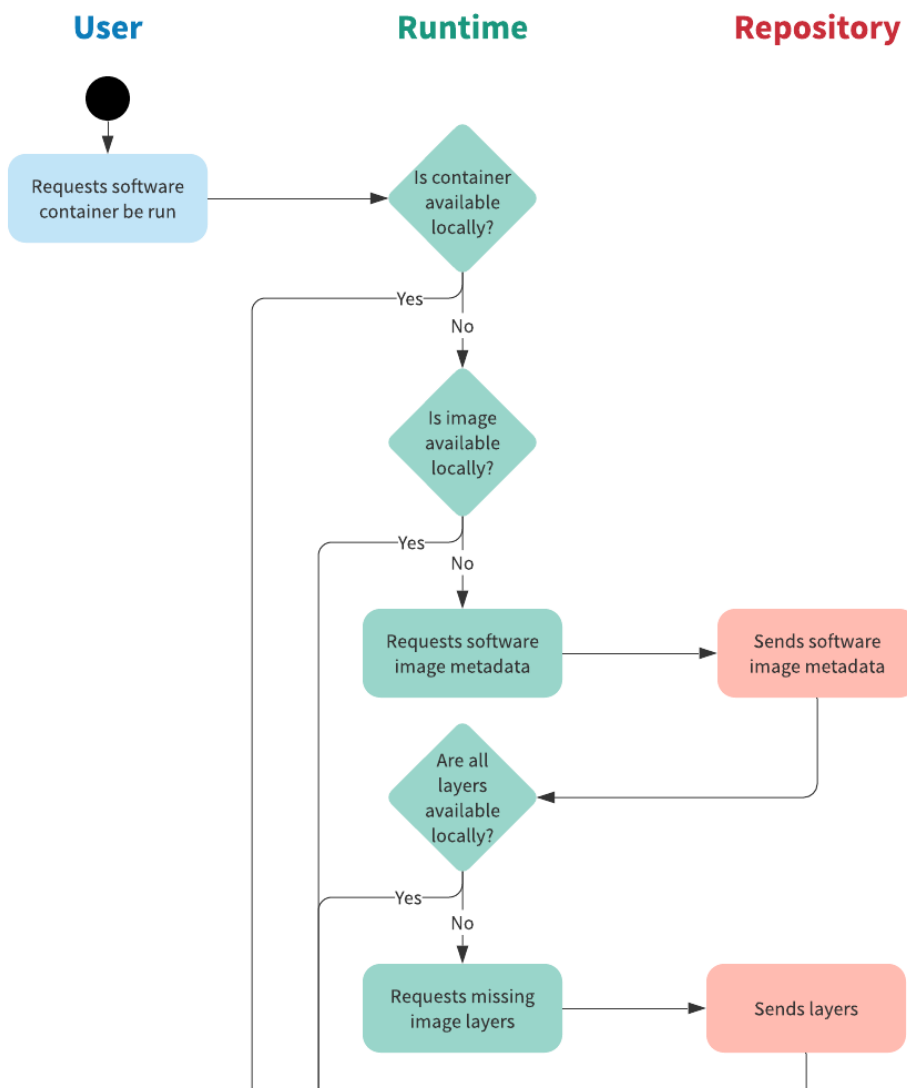 User
Runtime
Repository
Requests software
container be run
Is container
available
locally?
Yes
No
Is image
available
locally?
Yes
No
Requests software
image metadata
Sends software
image metadata
Are all
layers
available
locally?
Yes
No
Requests missing
image layers
Sends layers